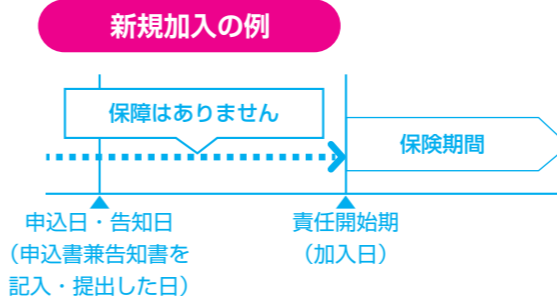 新規加入の例
保障はありません
保険期間
申込日・告知日
（申込書兼告知書を
記入・提出した日）
責任開始期
（加入日）